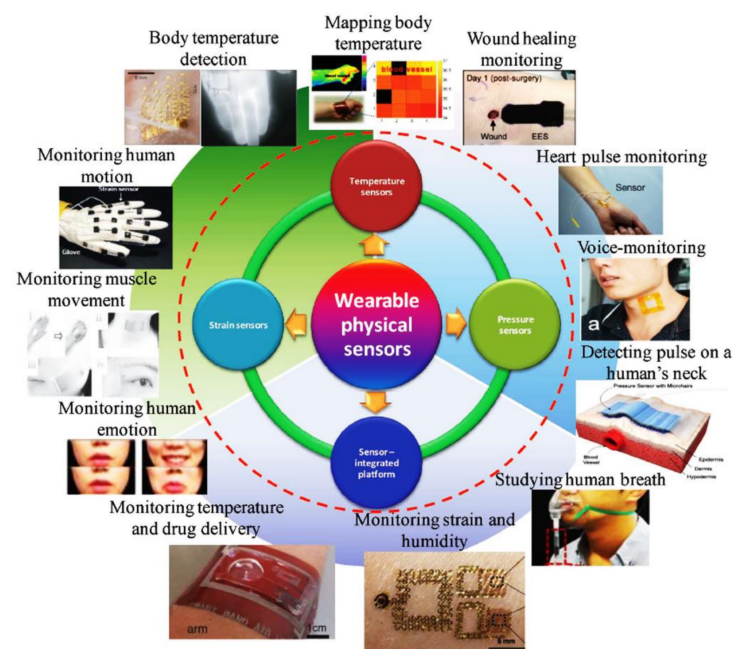 Mapping body
temperature
Body temperature
detection
Wound healing
monitoring
blood vessel
Day 1 (post-surgery)
Wound
EES
Monitoring human
motion
Strain sensor
Glove
Heart pulse monitoring
Sensor
Temperature
sensors
Monitoring muscle
movement
Voice-monitoring
a
Strain sensors
Wearable
physical
sensors
Pressure
sensors
Detecting pulse on a
human's neck
Pressure Sensor with Microhairs
Blood
Vessel
Epidermis
Dermis
Hypodermis
Monitoring human
emotion
Sensor –
integrated
platform
Studying human breath
Monitoring temperature
and drug delivery
Monitoring strain and
humidity
arm
1cm